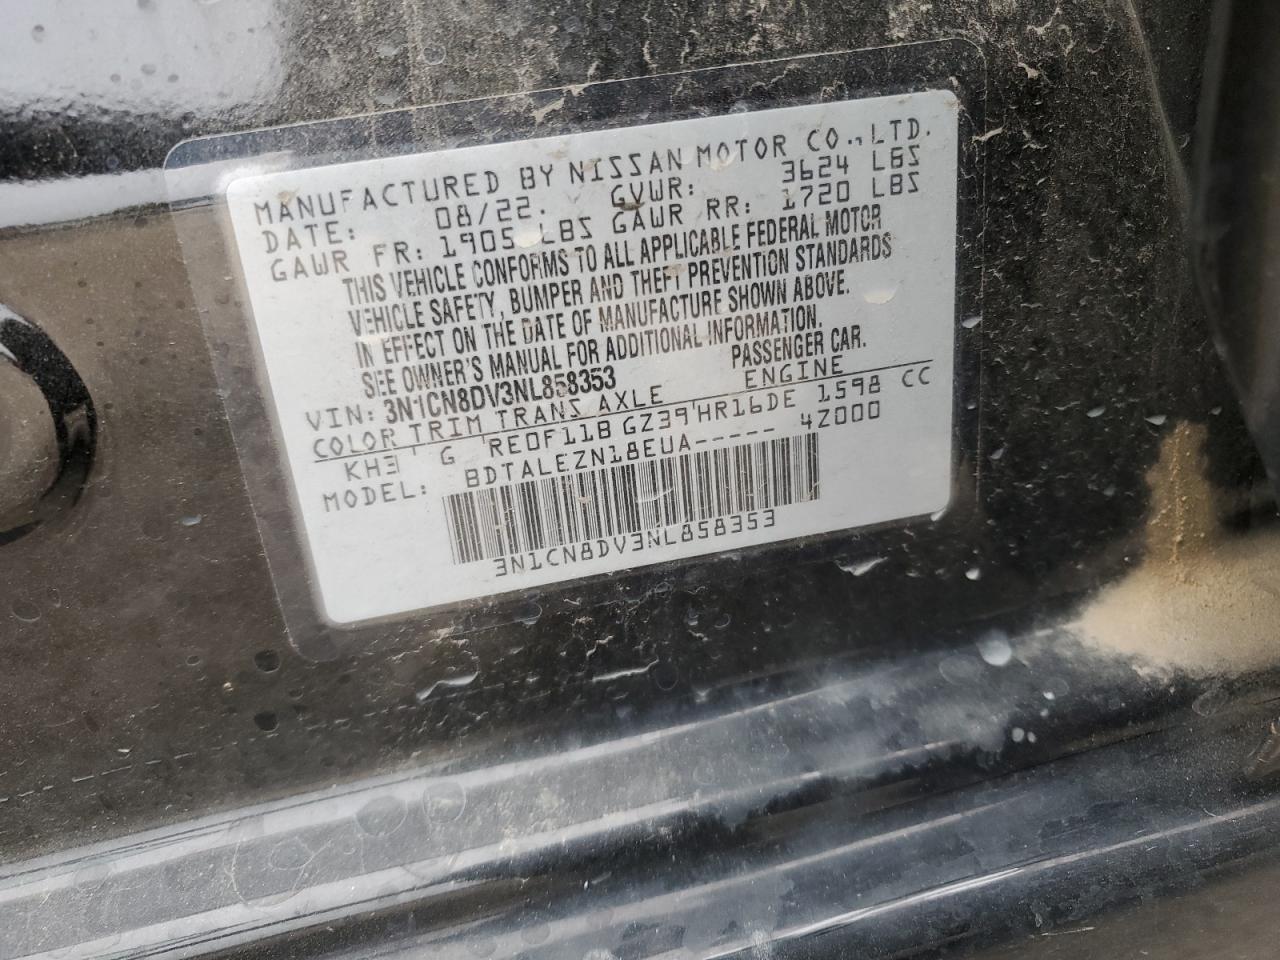 MANUFACTURED BY NISSAN MOTOR CO., LTD.
DATE: 08/22. GVWR: 3624 LBS
GAWR FR: 1905 LBS GAWR RR: 1720 LBS
THIS VEHICLE CONFORMS TO ALL APPLICABLE FEDERAL MOTOR
VEHICLE SAFETY, BUMPER AND THEFT PREVENTION STANDARDS
IN EFFECT ON THE DATE OF MANUFACTURE SHOWN ABOVE.
SEE OWNER'S MANUAL FOR ADDITIONAL INFORMATION.
VIN: 3N1CN8DV3NL858353 PASSENGER CAR.
COLOR TRIM TRANS AXLE ENGINE
KH3 G RE0F11B GZ39 HR16DE 1598 CC
MODEL: BDTALEZN18EUA----- 4Z000
3N1CN8DV3NL858353